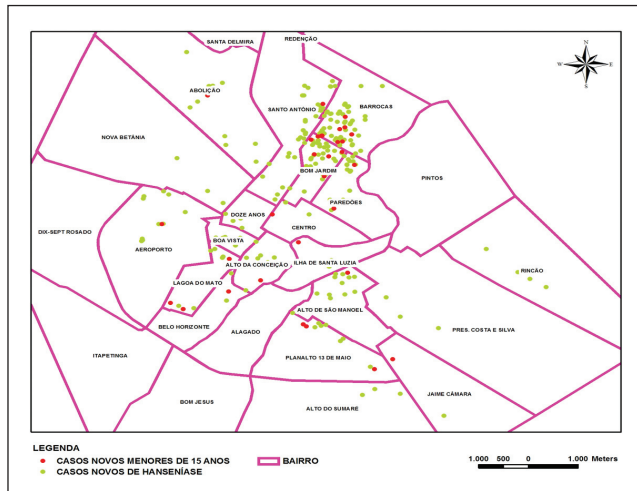 SANTA DELMIRA
REDENÇÃO
N
W E
S
ABOLIÇÃO
SANTO ANTÔNIO
BARROCAS
NOVA BETÂNIA
BOM JARDIM
PINTOS
PAREDÕES
DOZE ANOS
CENTRO
DIX-SEPT ROSADO
AEROPORTO
BOA VISTA
ALTO DA CONCEIÇÃO
ILHA DE SANTA LUZIA
RINCÃO
LAGOA DO MATO
ALTO DE SÃO MANOEL
BELO HORIZONTE
ALAGADO
PRES. COSTA E SILVA
ITAPETINGA
PLANALTO 13 DE MAIO
JAIME CÂMARA
BOM JESUS
ALTO DO SUMARÉ
LEGENDA
CASOS NOVOS MENORES DE 15 ANOS
BAIRRO
CASOS NOVOS DE HANSENÍASE
1.000 500 0 1.000 Meters